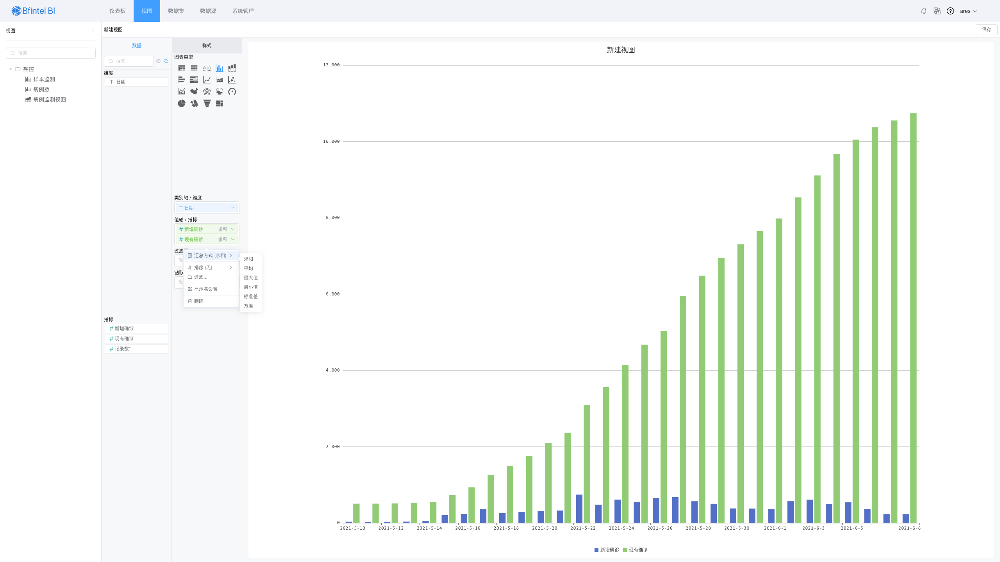 Bfintel BI
仪表板
视图
数据集
数据源
系统管理
ares
视图
搜索
疾控
样本监测
病例数
病例监测视图
新建视图
保存
数据
搜索
维度
日期
指标
新增确诊
现有确诊
记录数*
样式
图表类型
abc
类别轴 / 维度
日期
值轴 / 指标
新增确诊 求和
现有确诊 求和
过滤
拖
钻取
拖
汇总方式 (求和)
排序 (无)
过滤...
显示名设置
删除
求和
平均
最大值
最小值
标准差
方差
新建视图
12,000
10,000
8,000
6,000
4,000
2,000
0
2021-5-10 2021-5-12 2021-5-14 2021-5-16 2021-5-18 2021-5-20 2021-5-22 2021-5-24 2021-5-26 2021-5-28 2021-5-30 2021-6-1 2021-6-3 2021-6-5 2021-6-8
新增确诊 现有确诊